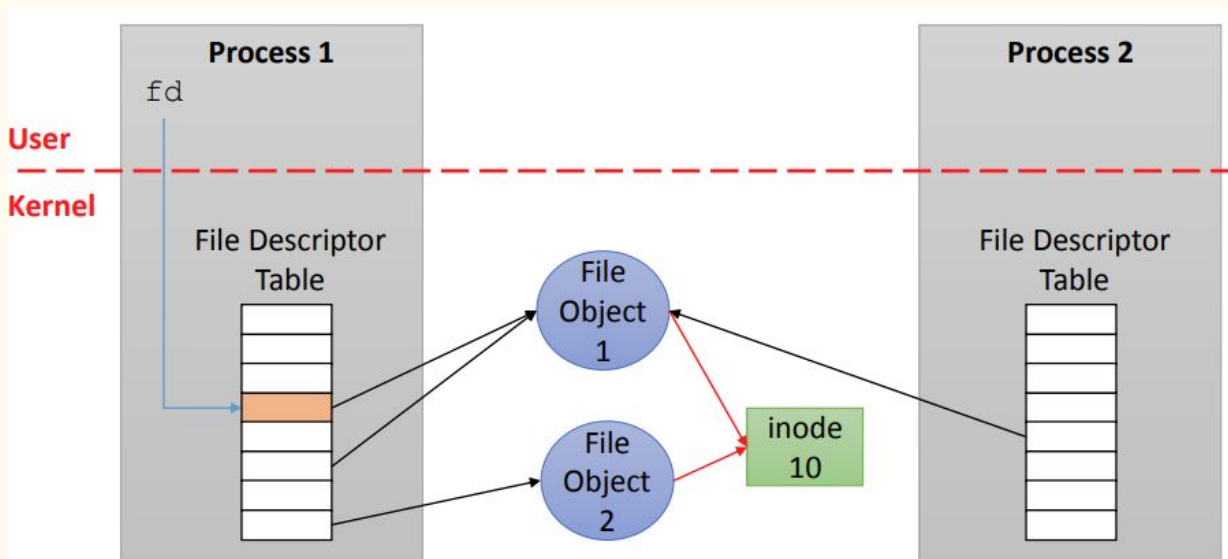 Process 1
Process 2
fd
User
Kernel
File Descriptor
Table
File
Object
1
File Descriptor
Table
inode
10
File
Object
2